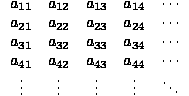 a₁₁ a₁₂ a₁₃ a₁₄ ⋯
a₂₁ a₂₂ a₂₃ a₂₄ ⋯
a₃₁ a₃₂ a₃₃ a₃₄ ⋯
a₄₁ a₄₂ a₄₃ a₄₄ ⋯
⋮ ⋮ ⋮ ⋮ ⋱